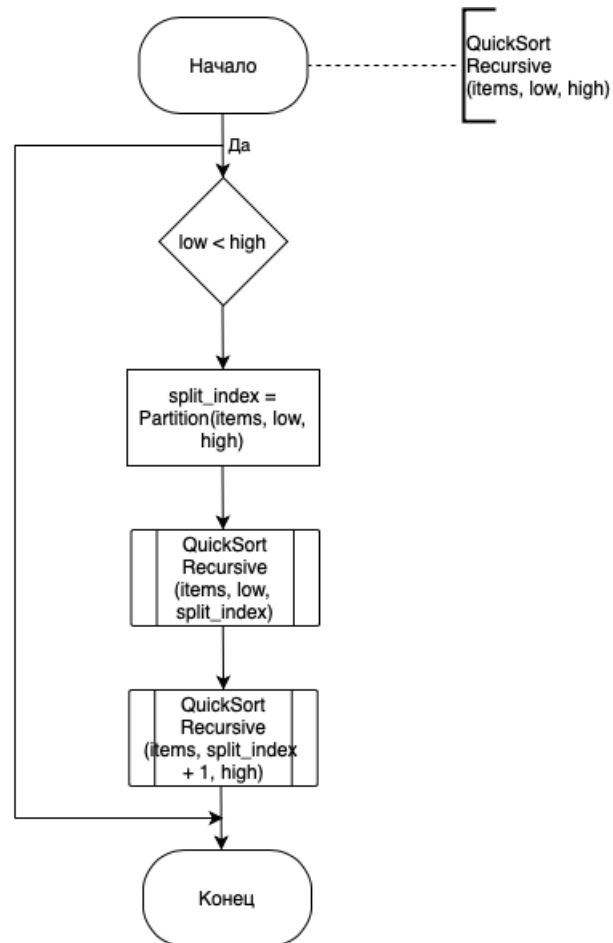 Начало
QuickSort
Recursive
(items, low, high)
Да
low < high
split_index =
Partition(items, low,
high)
QuickSort
Recursive
(items, low,
split_index)
QuickSort
Recursive
(items, split_index
+ 1, high)
Конец